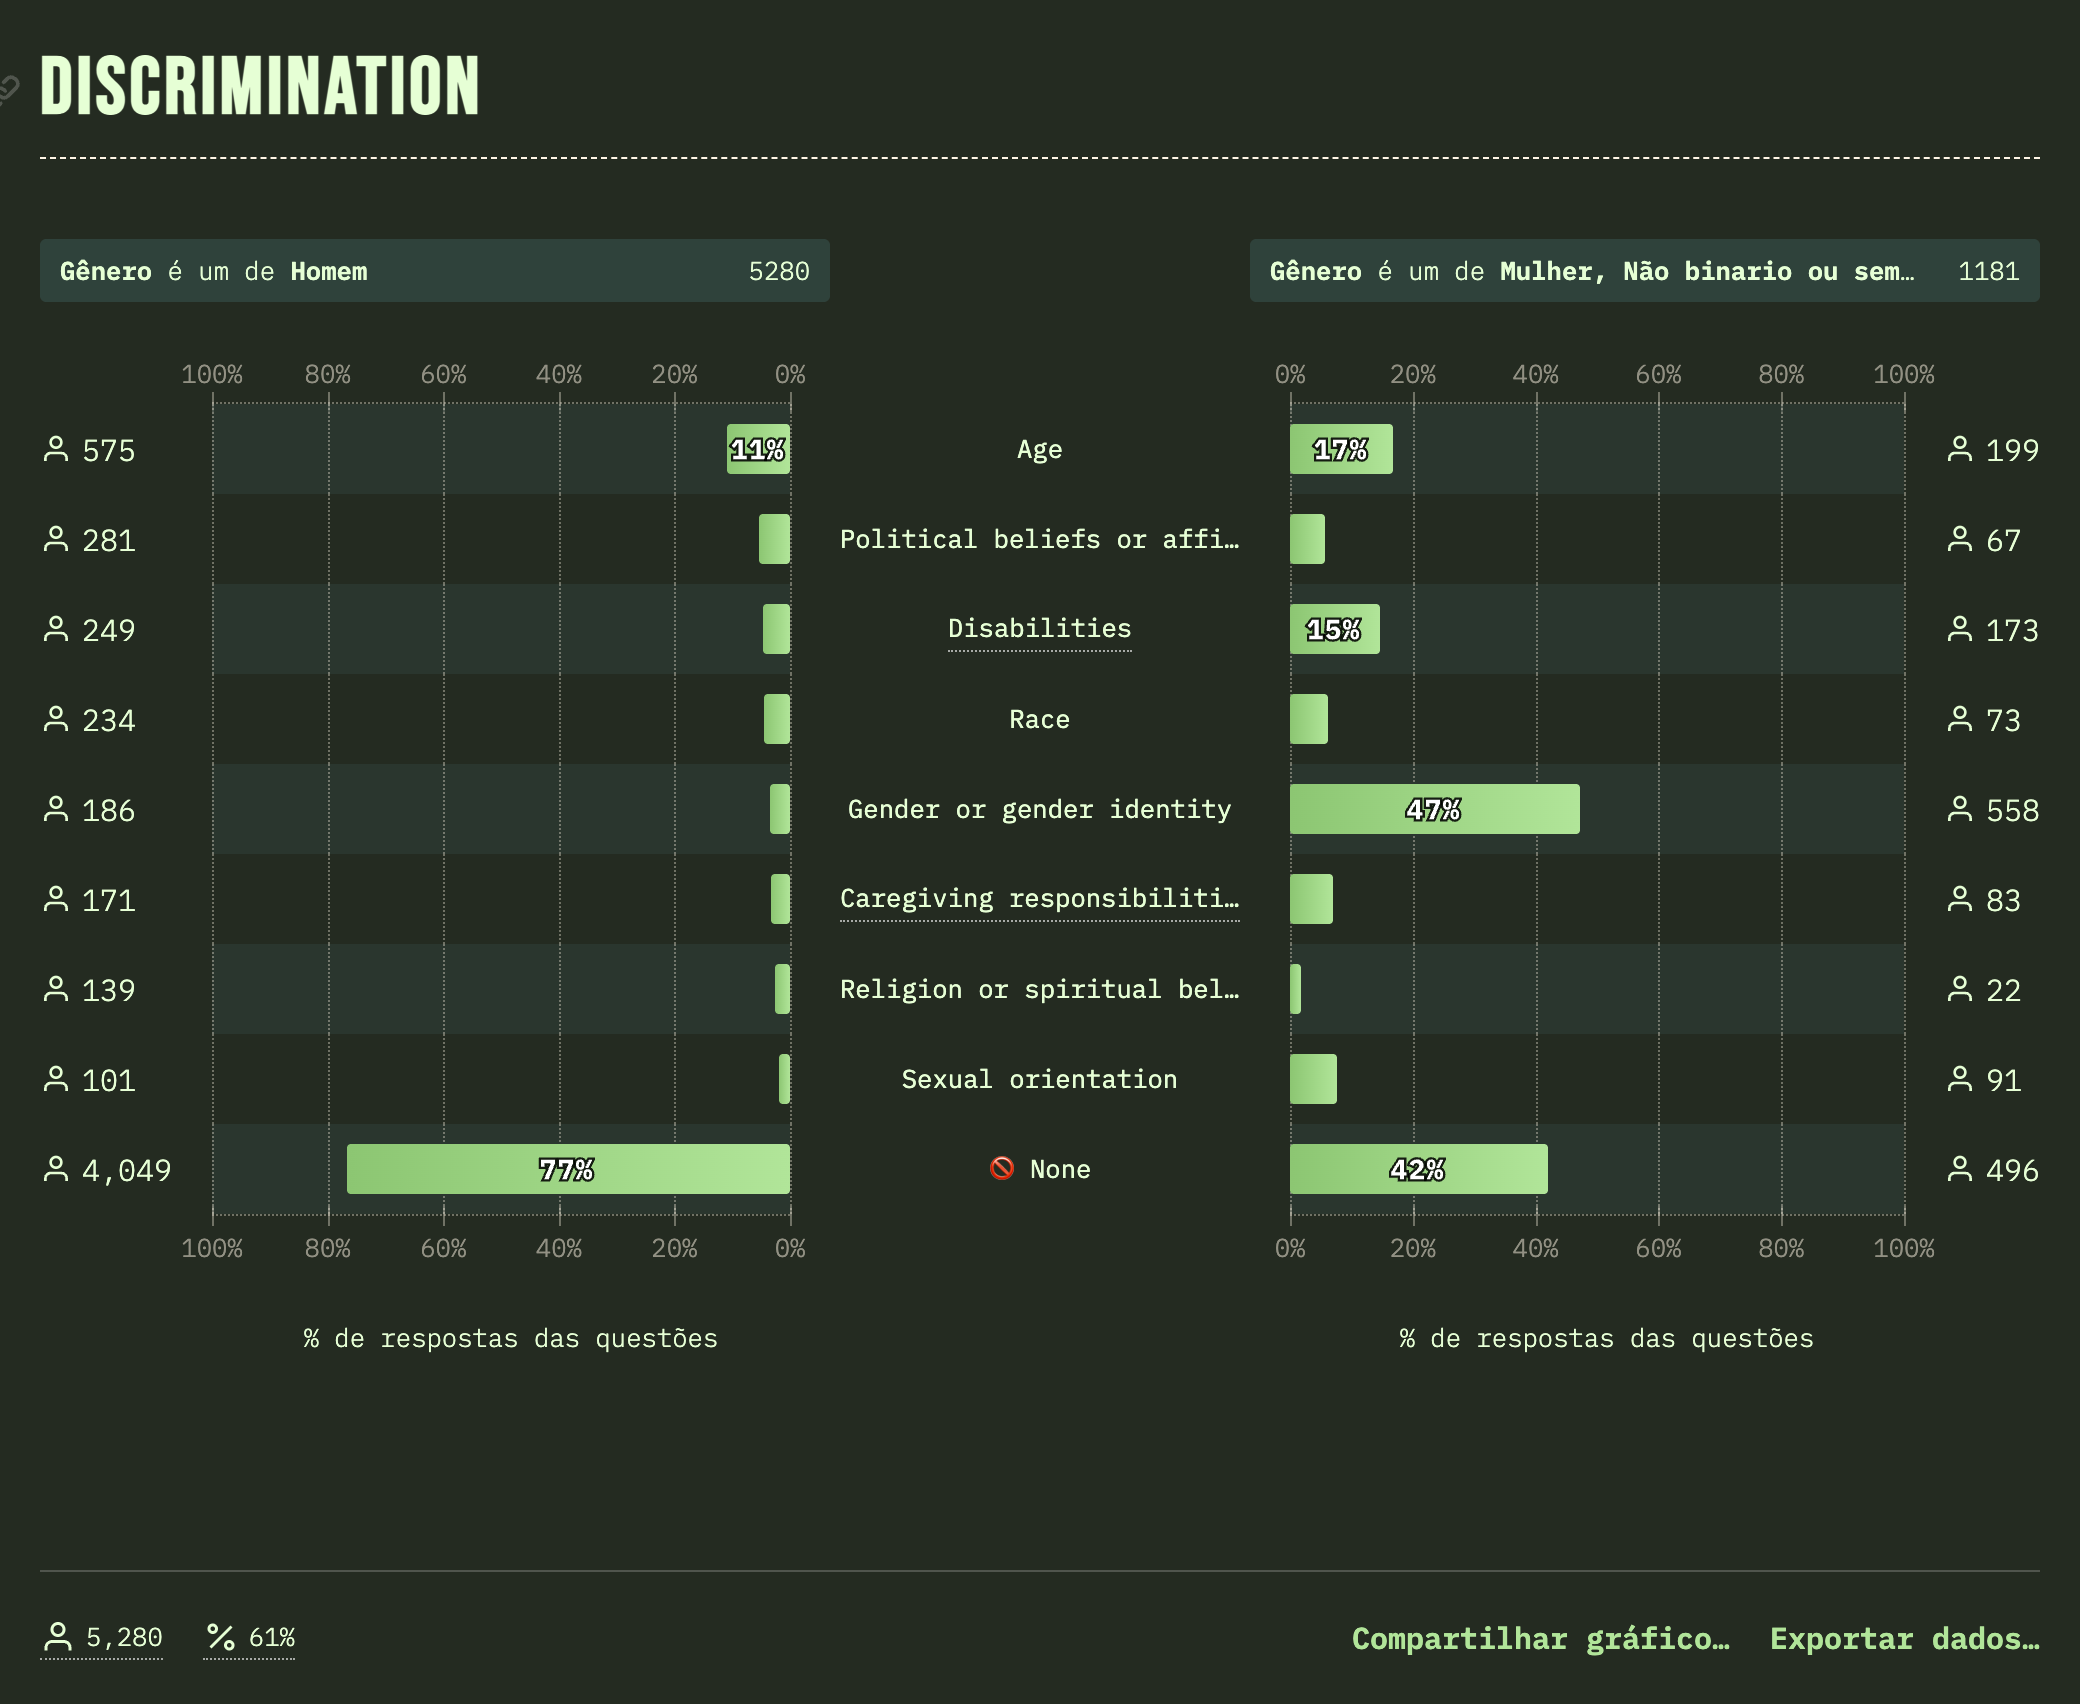 DISCRIMINATION
Gênero é um de Homem 5280
Gênero é um de Mulher, Não binario ou sem… 1181
100% 80% 60% 40% 20% 0%
0% 20% 40% 60% 80% 100%
575 11% Age 17% 199
281 Political beliefs or affi… 67
249 Disabilities 15% 173
234 Race 73
186 Gender or gender identity 47% 558
171 Caregiving responsibiliti… 83
139 Religion or spiritual bel… 22
101 Sexual orientation 91
4,049 77% None 42% 496
100% 80% 60% 40% 20% 0%
0% 20% 40% 60% 80% 100%
% de respostas das questões
% de respostas das questões
5,280 61%
Compartilhar gráfico… Exportar dados…